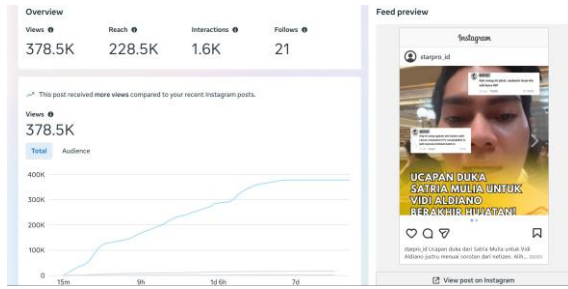 Overview
Views
378.5K
Reach
228.5K
Interactions
1.6K
Follows
21
This post received more views compared to your recent Instagram posts.
Views
378.5K
Total Audience
400K
300K
200K
100K
0
15m 9h 1d 6h 7d
Feed preview
Instagram
starpro_id
UCAPAN DUKA
SATRIA MULIA UNTUK
VIDI ALDIANO
BERAKHIR HUJATAN!
starpro_id Ucapan duka dari Satria Mulia untuk Vidi
Aldiano justru menuai sorotan dari netizen. Alih...
View post on Instagram